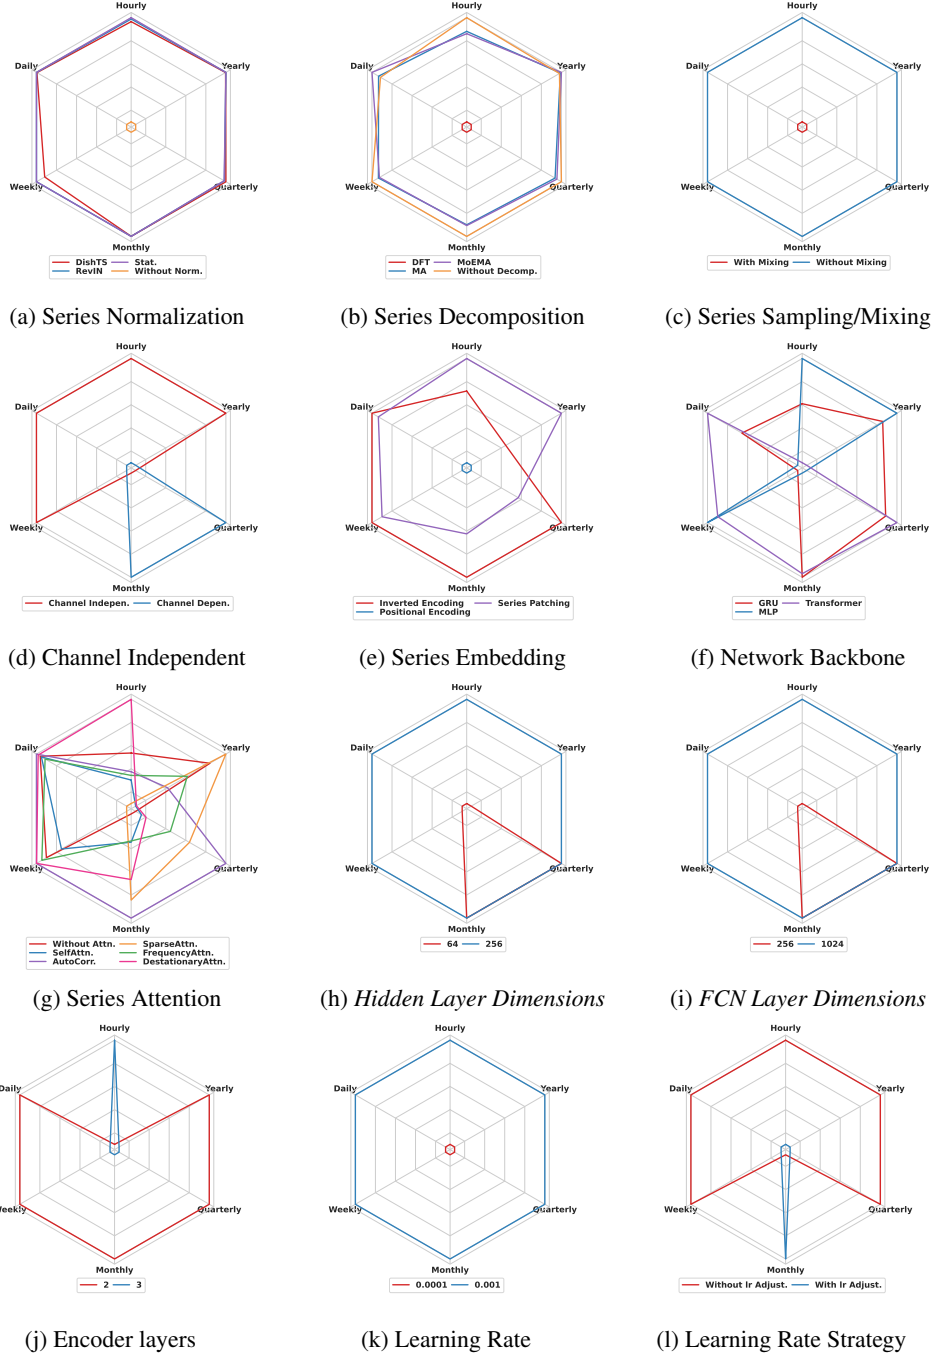 Hourly
Daily
Yearly
Weekly
Quarterly
Monthly
DishTS
Stat.
RevIN
Without Norm.
(a) Series Normalization
Hourly
Daily
Yearly
Weekly
Quarterly
Monthly
DFT
MoEMA
MA
Without Decomp.
(b) Series Decomposition
Hourly
Daily
Yearly
Weekly
Quarterly
Monthly
With Mixing
Without Mixing
(c) Series Sampling/Mixing
Hourly
Daily
Yearly
Weekly
Quarterly
Monthly
Channel Indepen.
Channel Depen.
(d) Channel Independent
Hourly
Daily
Yearly
Weekly
Quarterly
Monthly
Inverted Encoding
Series Patching
Positional Encoding
(e) Series Embedding
Hourly
Daily
Yearly
Weekly
Quarterly
Monthly
GRU
Transformer
MLP
(f) Network Backbone
Hourly
Daily
Yearly
Weekly
Quarterly
Monthly
Without Attn.
SparseAttn.
SelfAttn.
FrequencyAttn.
AutoCorr.
DestationaryAttn.
(g) Series Attention
Hourly
Daily
Yearly
Weekly
Quarterly
Monthly
64
256
(h) Hidden Layer Dimensions
Hourly
Daily
Yearly
Weekly
Quarterly
Monthly
256
1024
(i) FCN Layer Dimensions
Hourly
Daily
Yearly
Weekly
Quarterly
Monthly
2
3
(j) Encoder layers
Hourly
Daily
Yearly
Weekly
Quarterly
Monthly
0.0001
0.001
(k) Learning Rate
Hourly
Daily
Yearly
Weekly
Quarterly
Monthly
Without lr Adjust.
With lr Adjust.
(l) Learning Rate Strategy